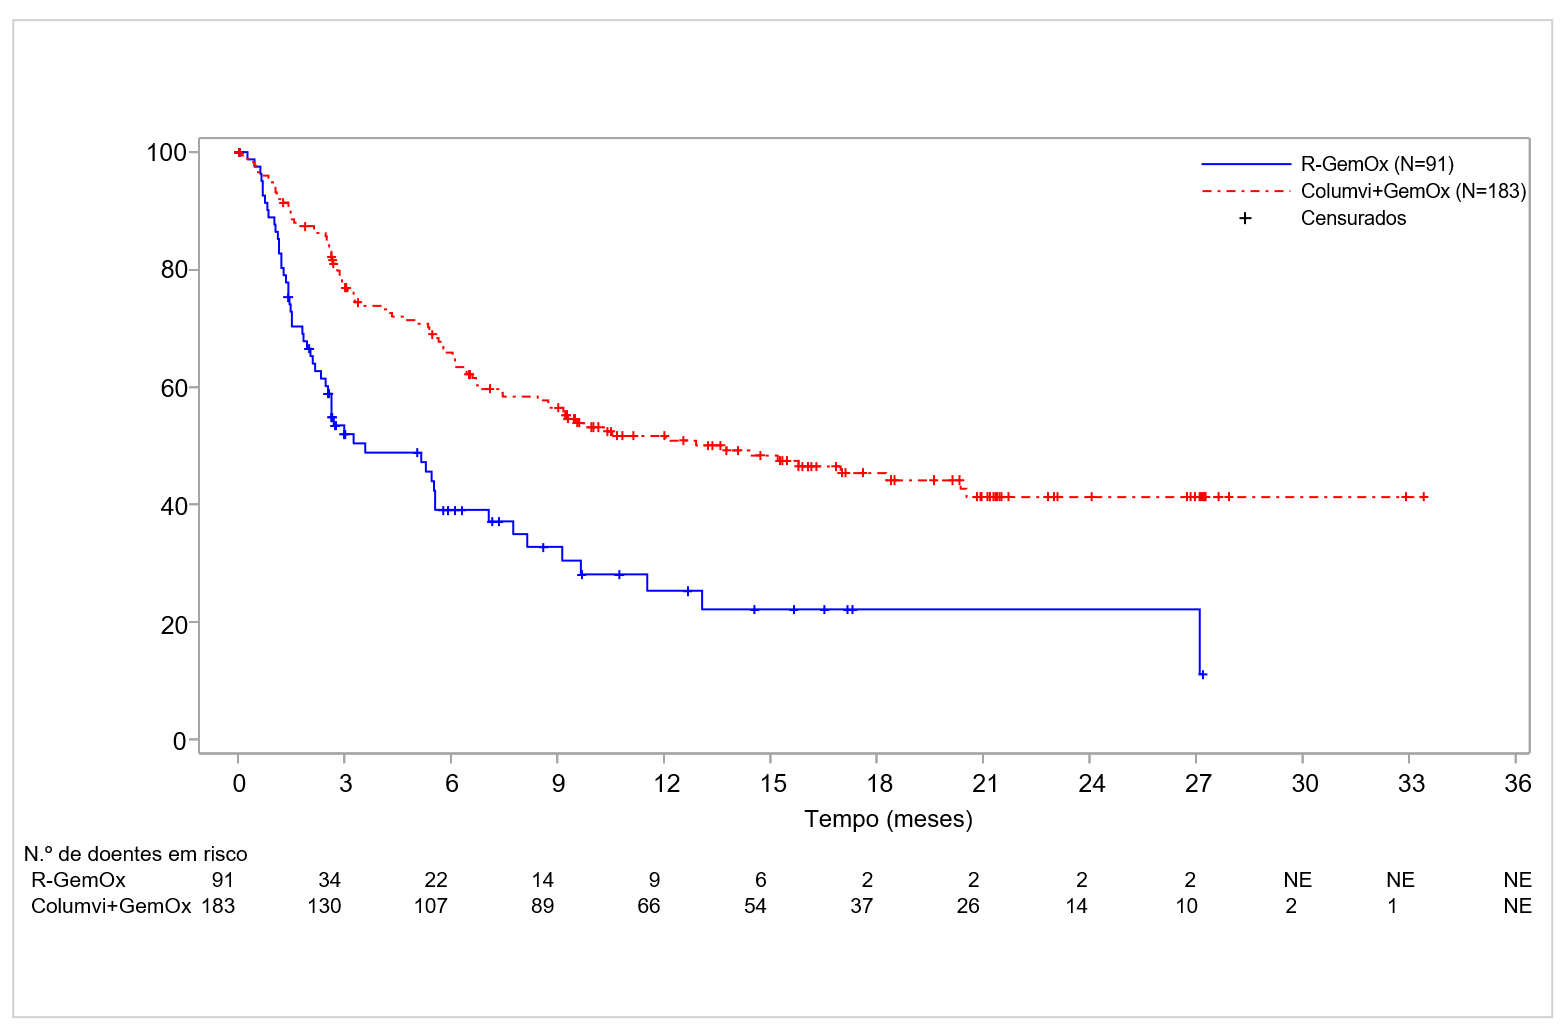 100
80
60
40
20
0
R-GemOx (N=91)
Columvi+GemOx (N=183)
Censurados
0 3 6 9 12 15 18 21 24 27 30 33 36
Tempo (meses)
N.º de doentes em risco
R-GemOx 91 34 22 14 9 6 2 2 2 2 NE NE NE
Columvi+GemOx 183 130 107 89 66 54 37 26 14 10 2 1 NE